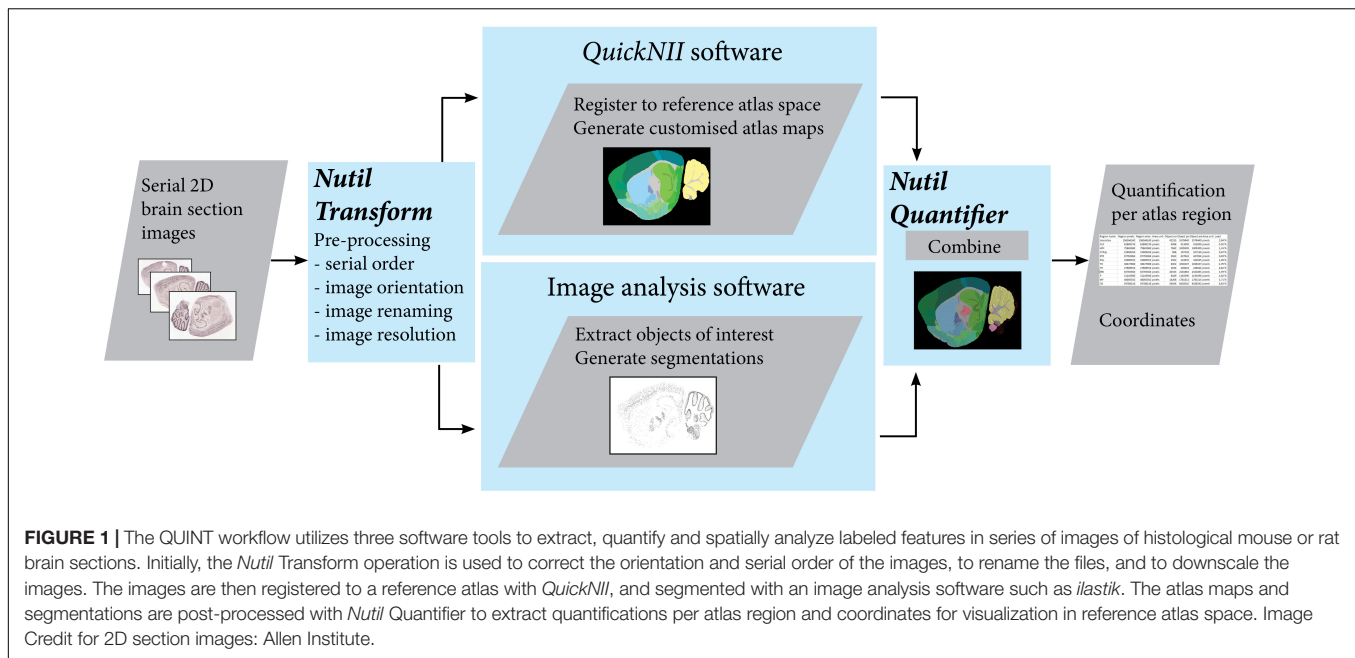 Serial 2D
brain section
images
Nutil
Transform
Pre-processing
- serial order
- image orientation
- image renaming
- image resolution
QuickNII software
Register to reference atlas space
Generate customised atlas maps
Image analysis software
Extract objects of interest
Generate segmentations
Nutil
Quantifier
Combine
Quantification
per atlas region
Coordinates
FIGURE 1 | The QUINT workflow utilizes three software tools to extract, quantify and spatially analyze labeled features in series of images of histological mouse or rat
brain sections. Initially, the Nutil Transform operation is used to correct the orientation and serial order of the images, to rename the files, and to downscale the
images. The images are then registered to a reference atlas with QuickNII, and segmented with an image analysis software such as ilastik. The atlas maps and
segmentations are post-processed with Nutil Quantifier to extract quantifications per atlas region and coordinates for visualization in reference atlas space. Image
Credit for 2D section images: Allen Institute.